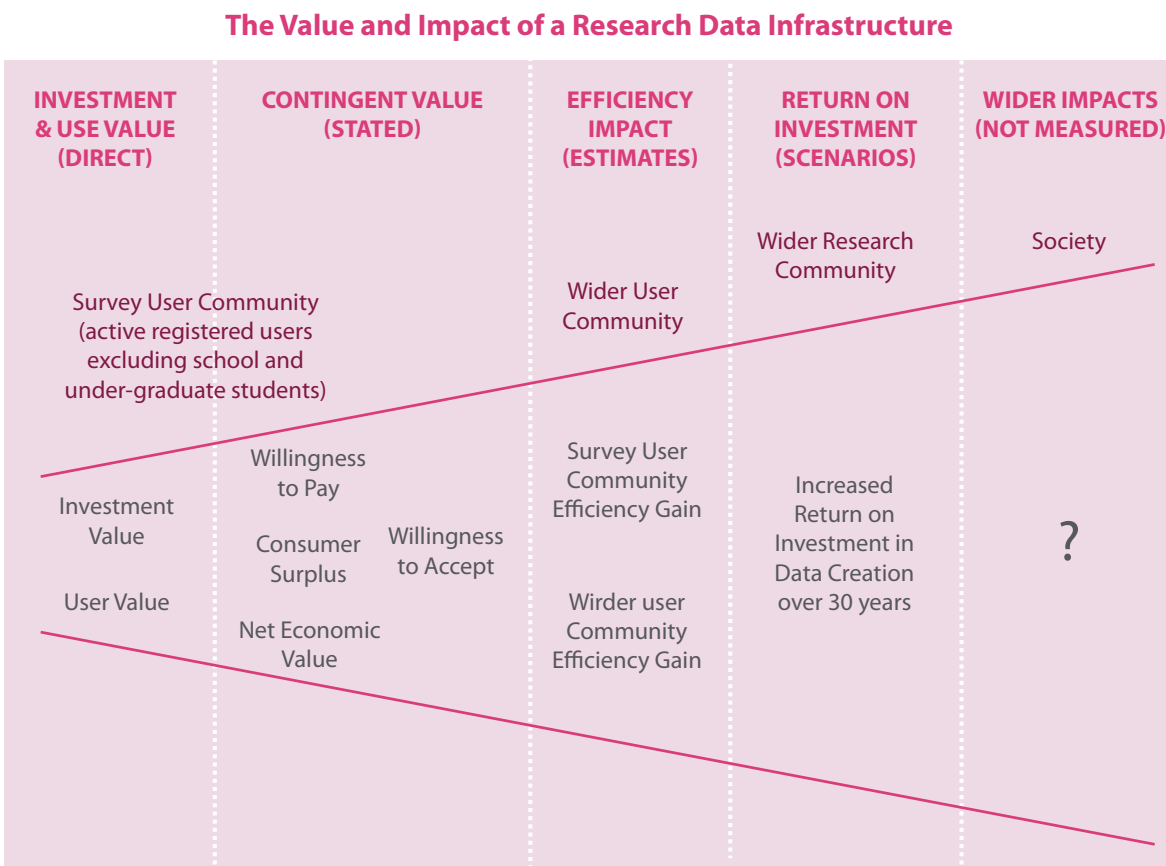 The Value and Impact of a Research Data Infrastructure
INVESTMENT
& USE VALUE
(DIRECT)
CONTINGENT VALUE
(STATED)
EFFICIENCY
IMPACT
(ESTIMATES)
RETURN ON
INVESTMENT
(SCENARIOS)
WIDER IMPACTS
(NOT MEASURED)
Survey User Community
(active registered users
excluding school and
under-graduate students)
Wider User
Community
Wider Research
Community
Society
Investment
Value
User Value
Willingness
to Pay
Consumer
Surplus
Willingness
to Accept
Net Economic
Value
Survey User
Community
Efficiency Gain
Wirder user
Community
Efficiency Gain
Increased
Return on
Investment in
Data Creation
over 30 years
?